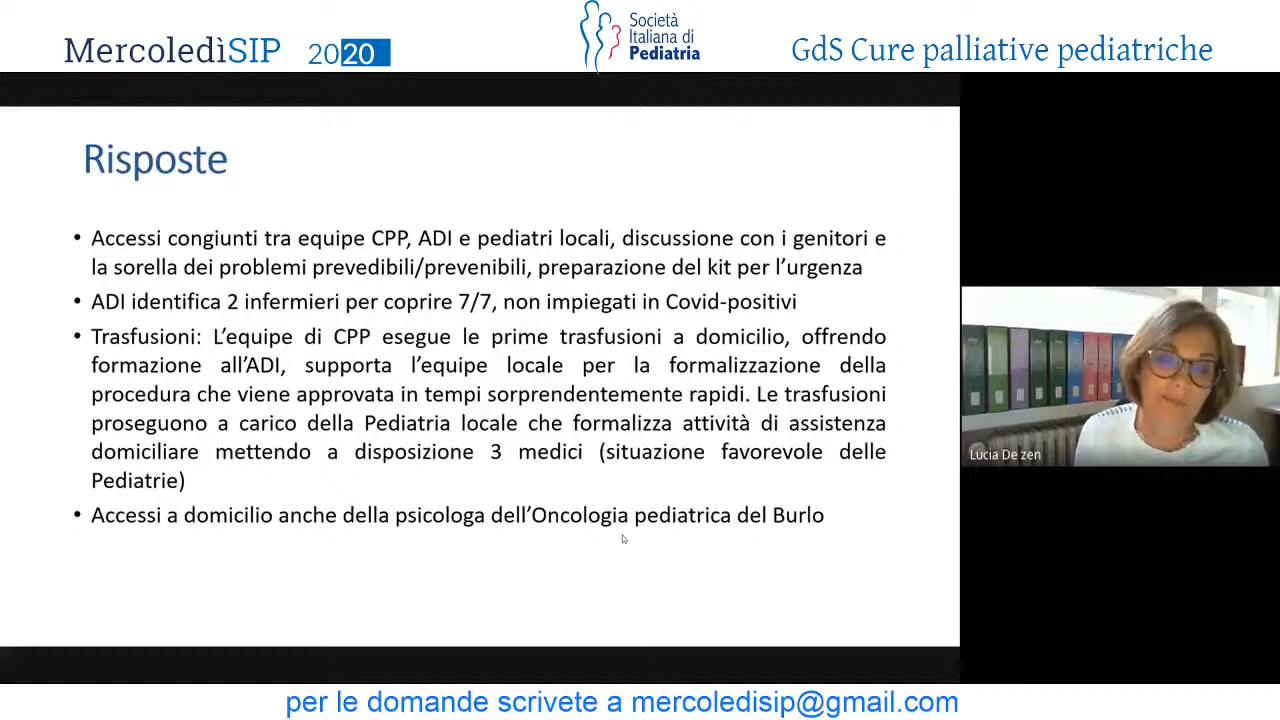 MercoledìSIP 2020
Società
Italiana di
Pediatria
GdS Cure palliative pediatriche
Risposte
• Accessi congiunti tra equipe CPP, ADI e pediatri locali, discussione con i genitori e
la sorella dei problemi prevedibili/prevenibili, preparazione del kit per l’urgenza
• ADI identifica 2 infermieri per coprire 7/7, non impiegati in Covid-positivi
• Trasfusioni: L’equipe di CPP esegue le prime trasfusioni a domicilio, offrendo
formazione all’ADI, supporta l’equipe locale per la formalizzazione della
procedura che viene approvata in tempi sorprendentemente rapidi. Le trasfusioni
proseguono a carico della Pediatria locale che formalizza attività di assistenza
domiciliare mettendo a disposizione 3 medici (situazione favorevole delle
Pediatrie)
• Accessi a domicilio anche della psicologa dell’Oncologia pediatrica del Burlo
Lucia De zen
per le domande scrivete a mercoledisip@gmail.com